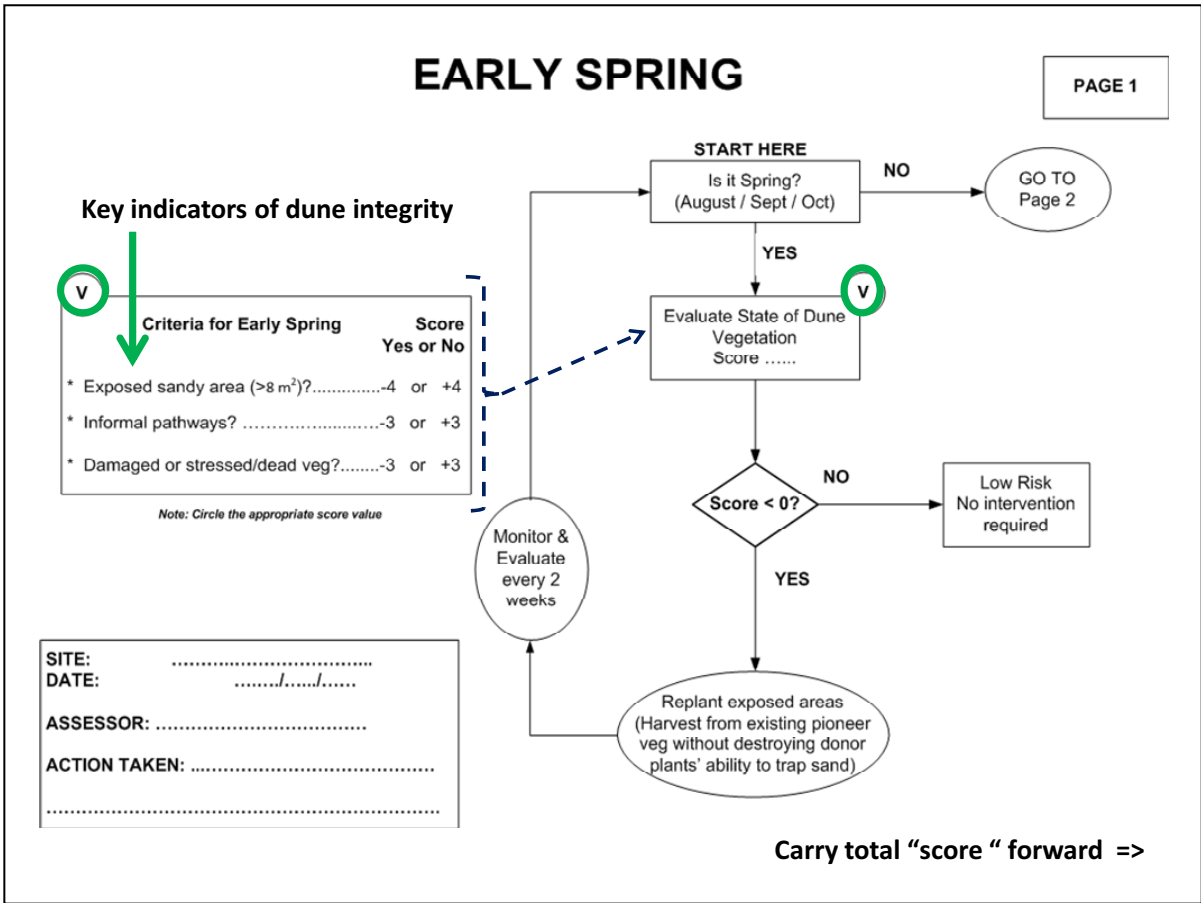 EARLY SPRING
PAGE 1
START HERE
Is it Spring?
(August / Sept / Oct)
NO
GO TO
Page 2
Key indicators of dune integrity
YES
V
Criteria for Early Spring Score
Yes or No
* Exposed sandy area (>8 m²)?.............-4 or +4
* Informal pathways? …………...........….-3 or +3
* Damaged or stressed/dead veg?.......-3 or +3
Note: Circle the appropriate score value
V
Evaluate State of Dune
Vegetation
Score ......
Score < 0?
NO
Low Risk
No intervention
required
YES
Monitor &
Evaluate
every 2
weeks
Replant exposed areas
(Harvest from existing pioneer
veg without destroying donor
plants' ability to trap sand)
SITE: ………...…………………...
DATE: …..…/……/……
ASSESSOR: ………………………………
ACTION TAKEN: ...…………………………………
………………………………………………………………
Carry total “score “ forward =>